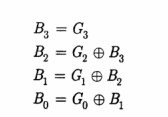 B₃ = G₃
B₂ = G₂ ⊕ B₃
B₁ = G₁ ⊕ B₂
B₀ = G₀ ⊕ B₁